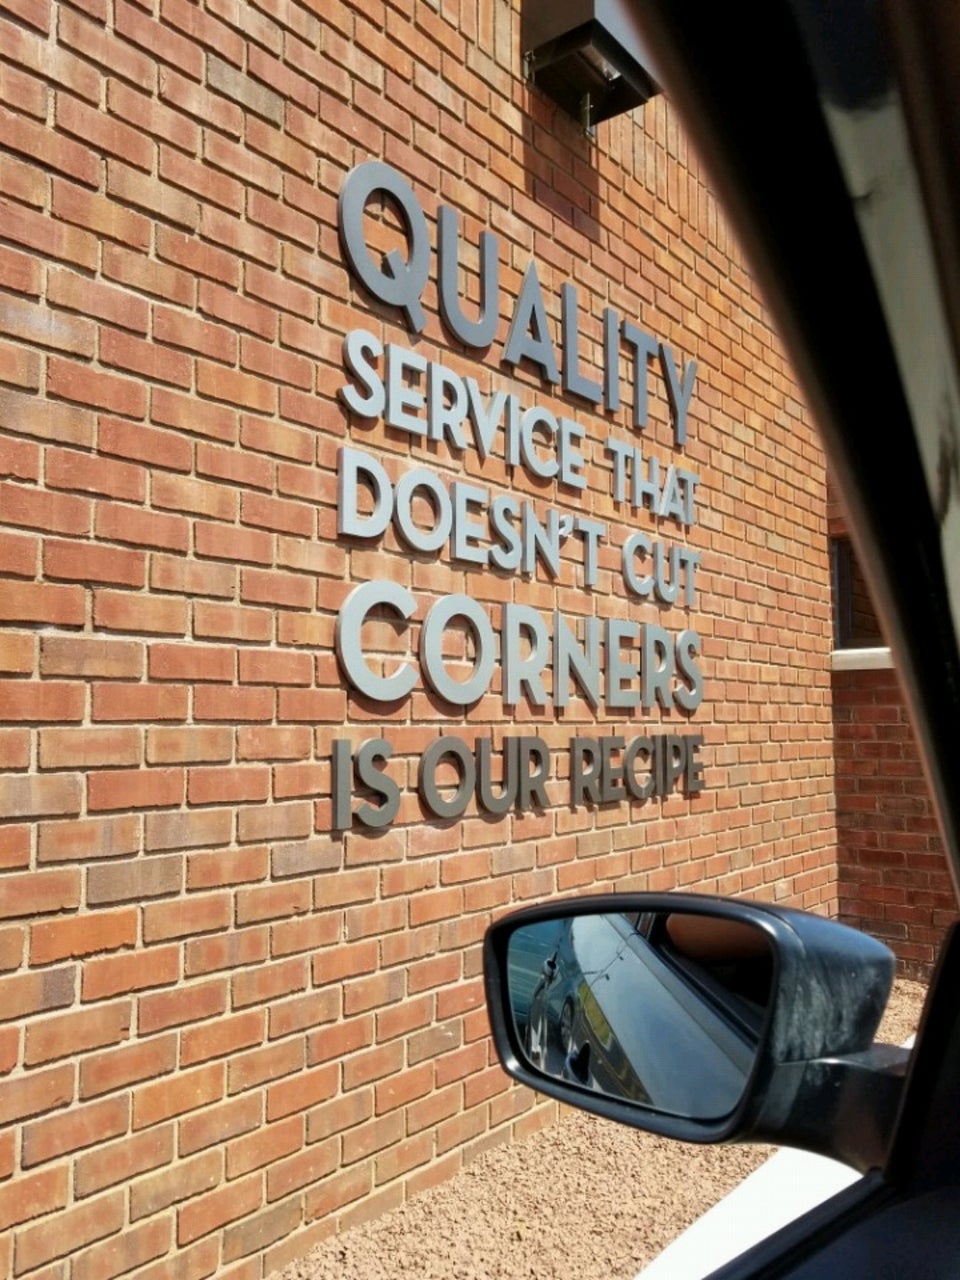 QUALITY
SERVICE THAT
DOESN'T CUT
CORNERS
IS OUR RECIPE